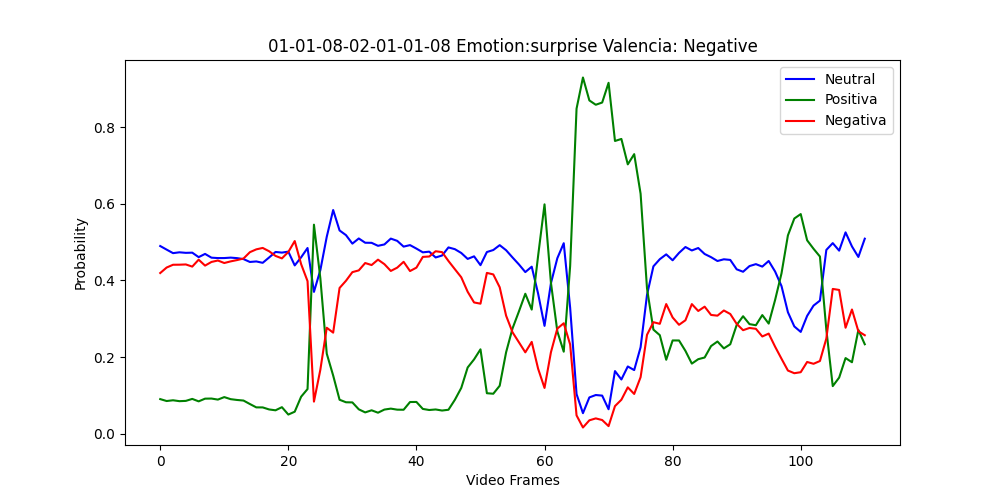 01-01-08-02-01-01-08 Emotion:surprise Valencia: Negative
Neutral
Positiva
Negativa
Probability
0.8
0.6
0.4
0.2
0.0
0 20 40 60 80 100
Video Frames